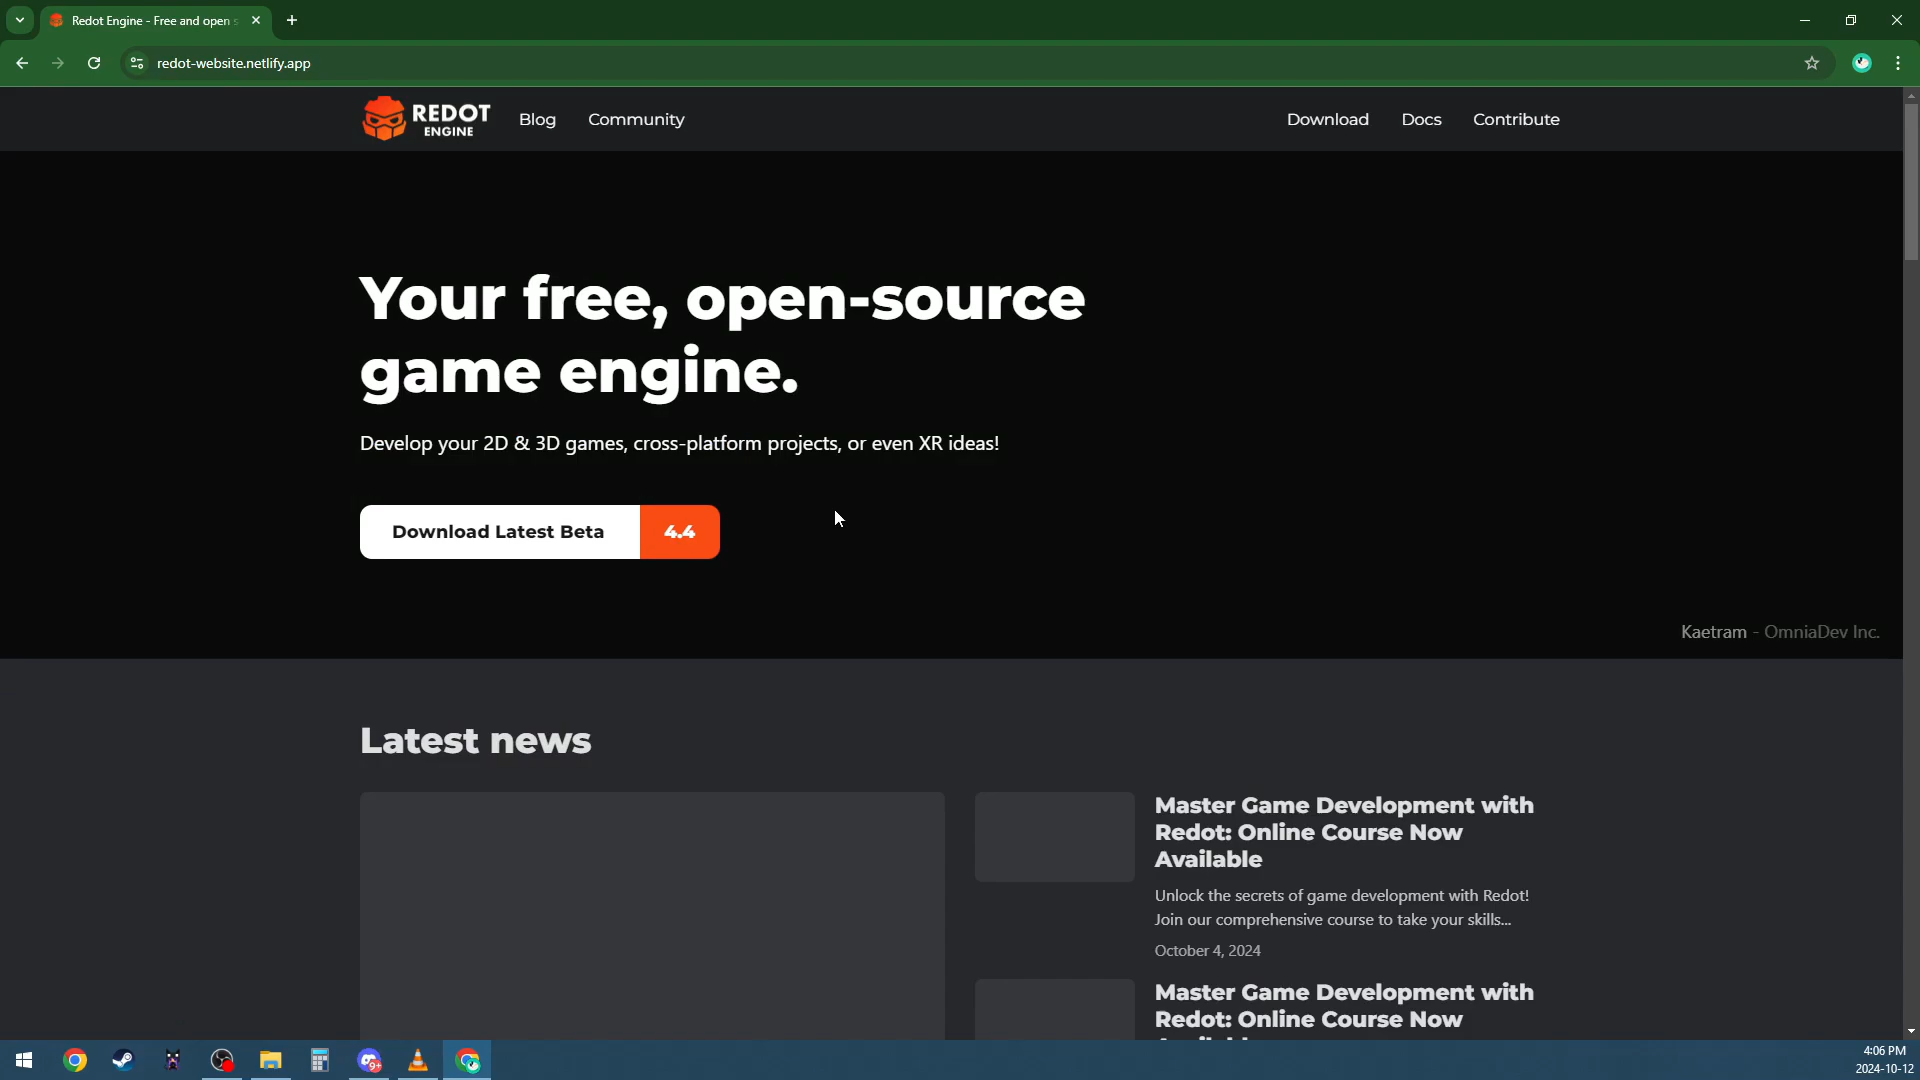 Redot Engine - Free and open s
redot-website.netlify.app
REDOT
ENGINE
Blog
Community
Download
Docs
Contribute
Your free, open-source
game engine.
Develop your 2D & 3D games, cross-platform projects, or even XR ideas!
Download Latest Beta
4.4
Kaetram - OmniaDev Inc.
Latest news
Master Game Development with
Redot: Online Course Now
Available
Unlock the secrets of game development with Redot!
Join our comprehensive course to take your skills...
October 4, 2024
Master Game Development with
Redot: Online Course Now
9+
4:06 PM
2024-10-12